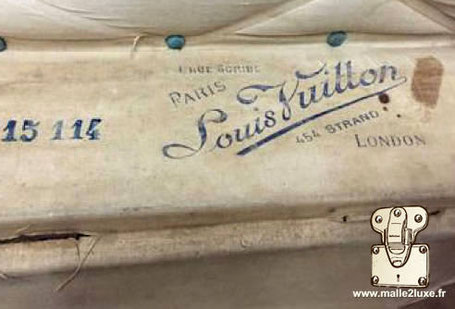 1 RUE SCRIBE
PARIS
Louis Vuitton
454 STRAND
LONDON
15 114
www.malle2luxe.fr